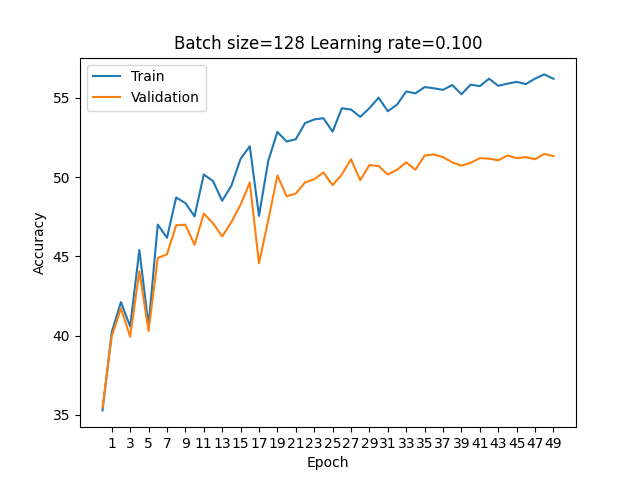 Batch size=128 Learning rate=0.100
Train
Validation
55
50
45
40
35
Accuracy
1 3 5 7 9 11 13 15 17 19 21 23 25 27 29 31 33 35 37 39 41 43 45 47 49
Epoch